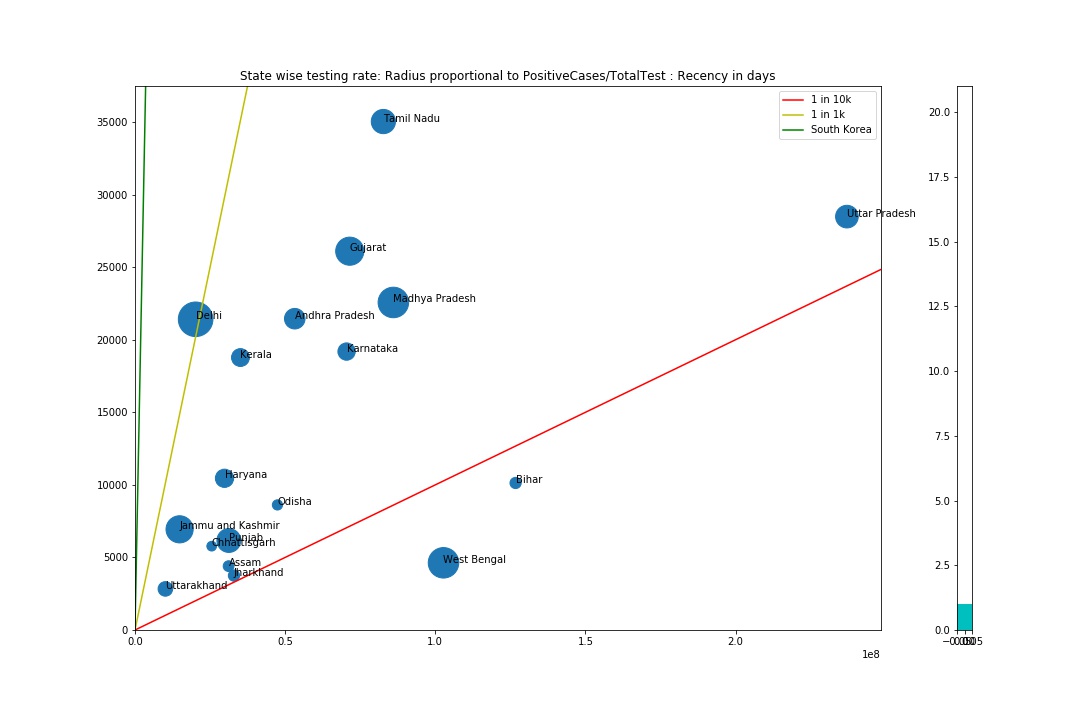 State wise testing rate: Radius proportional to PositiveCases/TotalTest : Recency in days
1 in 10k
1 in 1k
South Korea
35000
30000
25000
20000
15000
10000
5000
0
Tamil Nadu
Uttar Pradesh
Gujarat
Madhya Pradesh
Delhi
Andhra Pradesh
Karnataka
Kerala
Haryana
Bihar
Odisha
Jammu and Kashmir
Punjab
Chhattisgarh
Assam
West Bengal
Jharkhand
Uttarakhand
0.0
0.5
1.0
1.5
2.0
1e8
20.0
17.5
15.0
12.5
10.0
7.5
5.0
2.5
0.0